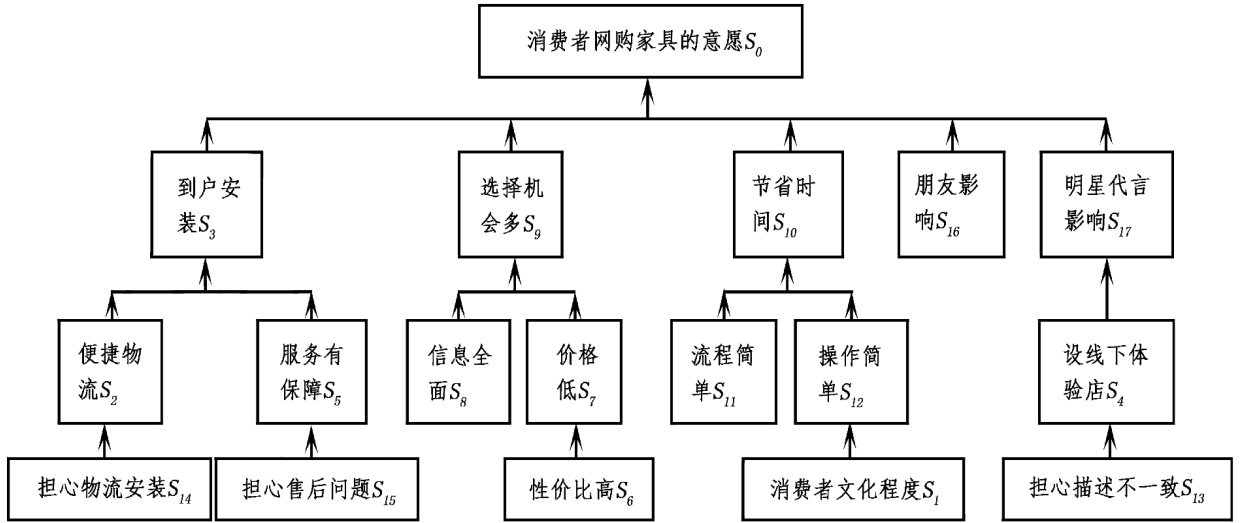 消费者网购家具的意愿S0
到户安
装S3
选择机
会多S9
节省时
间S10
朋友影
响S16
明星代言
影响S17
便捷物
流S2
服务有
保障S5
信息全
面S8
价格
低S7
流程简
单S11
操作简
单S12
设线下体
验店S4
担心物流安装S14
担心售后问题S15
性价比高S6
消费者文化程度S1
担心描述不一致S13